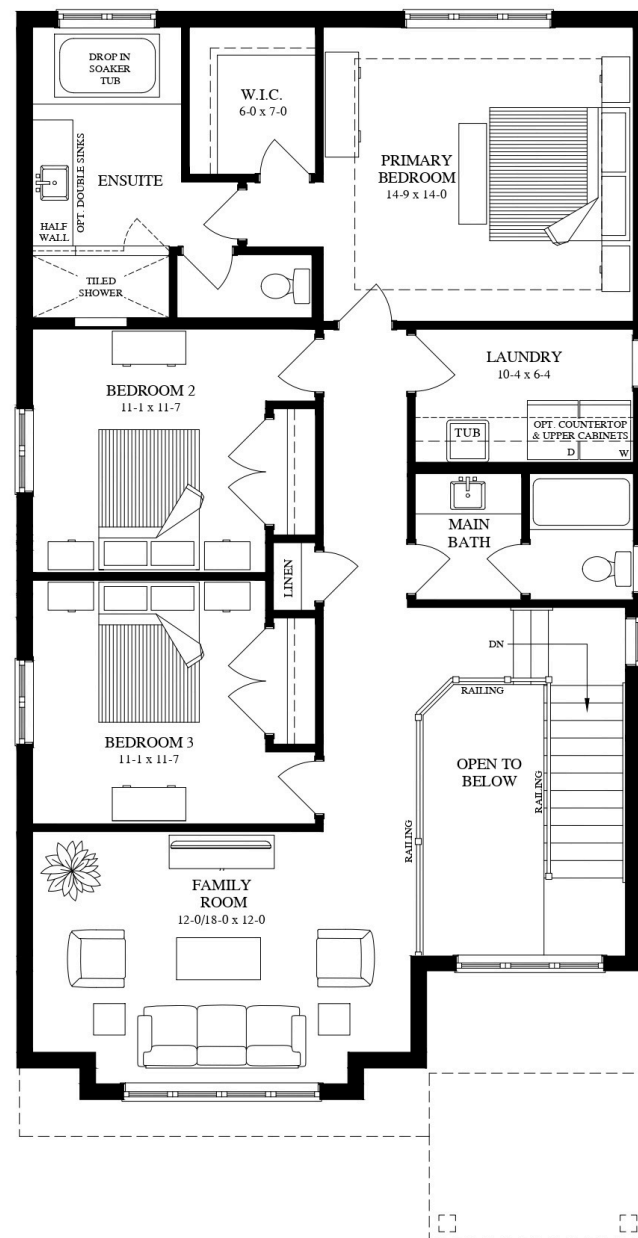 DROP IN
SOAKER
TUB
W.I.C.
6-0 x 7-0
OPT. DOUBLE SINKS
ENSUITE
PRIMARY
BEDROOM
14-9 x 14-0
HALF
WALL
TILED
SHOWER
LAUNDRY
10-4 x 6-4
BEDROOM 2
11-1 x 11-7
OPT. COUNTERTOP
& UPPER CABINETS
TUB
D
W
MAIN
BATH
LINEN
DN
RAILING
BEDROOM 3
11-1 x 11-7
OPEN TO
BELOW
RAILING
RAILING
FAMILY
ROOM
12-0/18-0 x 12-0